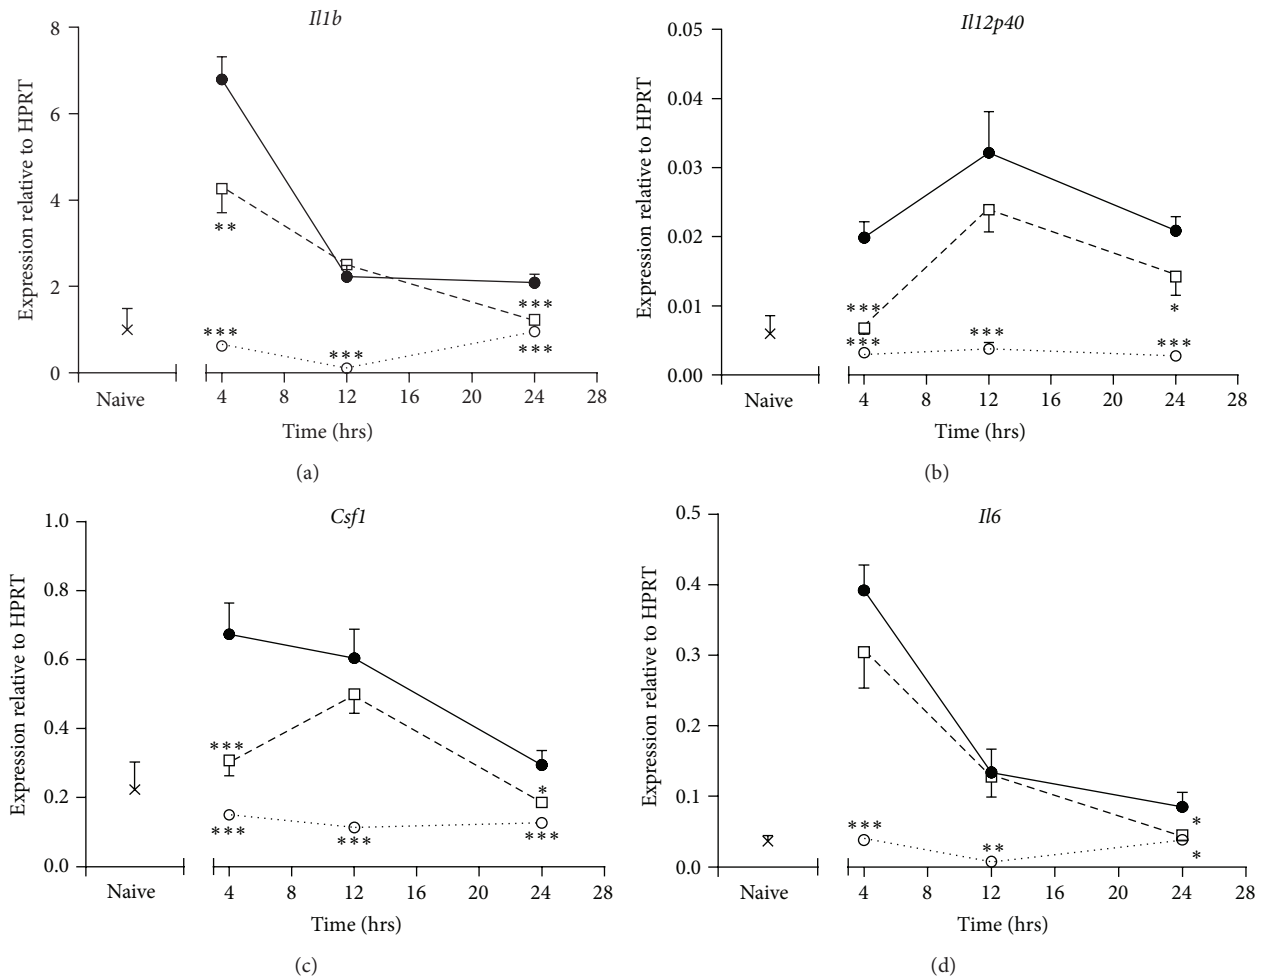 Il1b
Expression relative to HPRT
8
6
4
2
0
**
***
***
***
***
Naive
4 8 12 16 20 24 28
Time (hrs)
(a)
Il12p40
Expression relative to HPRT
0.05
0.04
0.03
0.02
0.01
0.00
***
***
***
*
***
Naive
4 8 12 16 20 24 28
Time (hrs)
(b)
Csf1
Expression relative to HPRT
1.0
0.8
0.6
0.4
0.2
0.0
***
***
***
*
***
Naive
4 8 12 16 20 24 28
Time (hrs)
(c)
Il6
Expression relative to HPRT
0.5
0.4
0.3
0.2
0.1
0.0
***
**
*
*
Naive
4 8 12 16 20 24 28
Time (hrs)
(d)